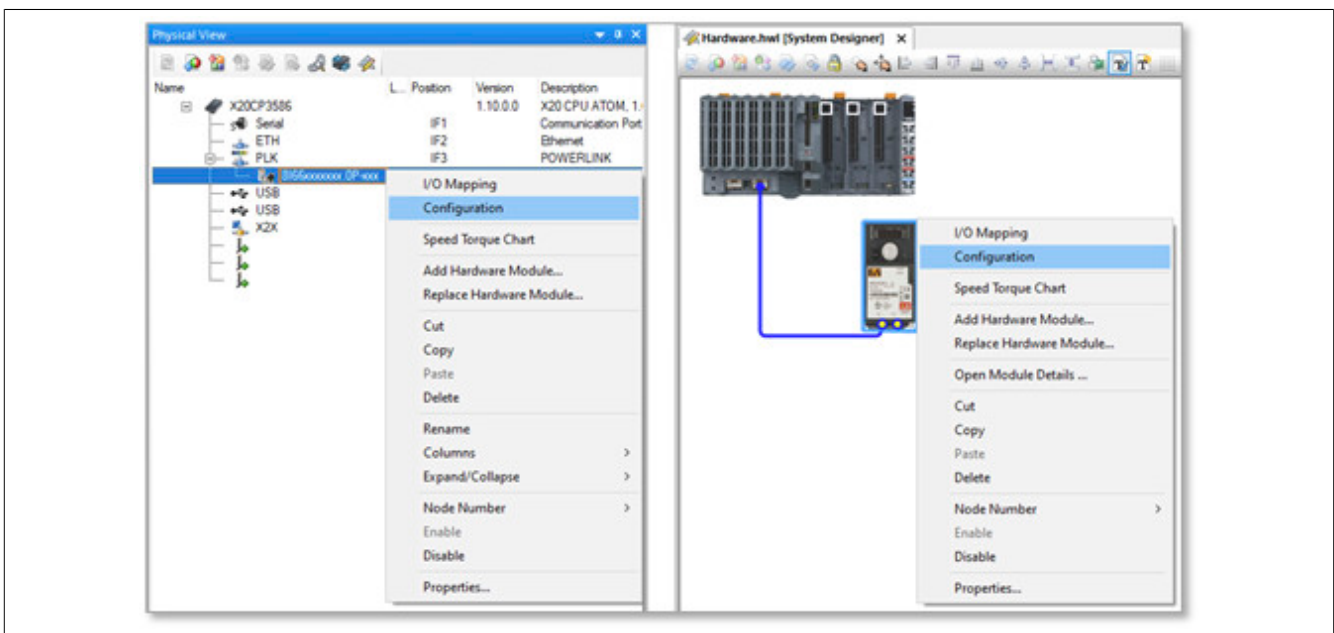 Physical View
Name L... Position Version Description
X20CP3586 1.10.0.0 X20 CPU ATOM, 1.
Serial IF1 Communication Port
ETH IF2 Ethernet
PLK IF3 POWERLINK
8I66xxxxxxx.0P-xxx
USB
USB
X2X
I/O Mapping
Configuration
Speed Torque Chart
Add Hardware Module...
Replace Hardware Module...
Cut
Copy
Paste
Delete
Rename
Columns >
Expand/Collapse >
Node Number >
Enable
Disable
Properties...
Hardware.hwl [System Designer] X
I/O Mapping
Configuration
Speed Torque Chart
Add Hardware Module...
Replace Hardware Module...
Open Module Details ...
Cut
Copy
Paste
Delete
Node Number >
Enable
Disable
Properties...